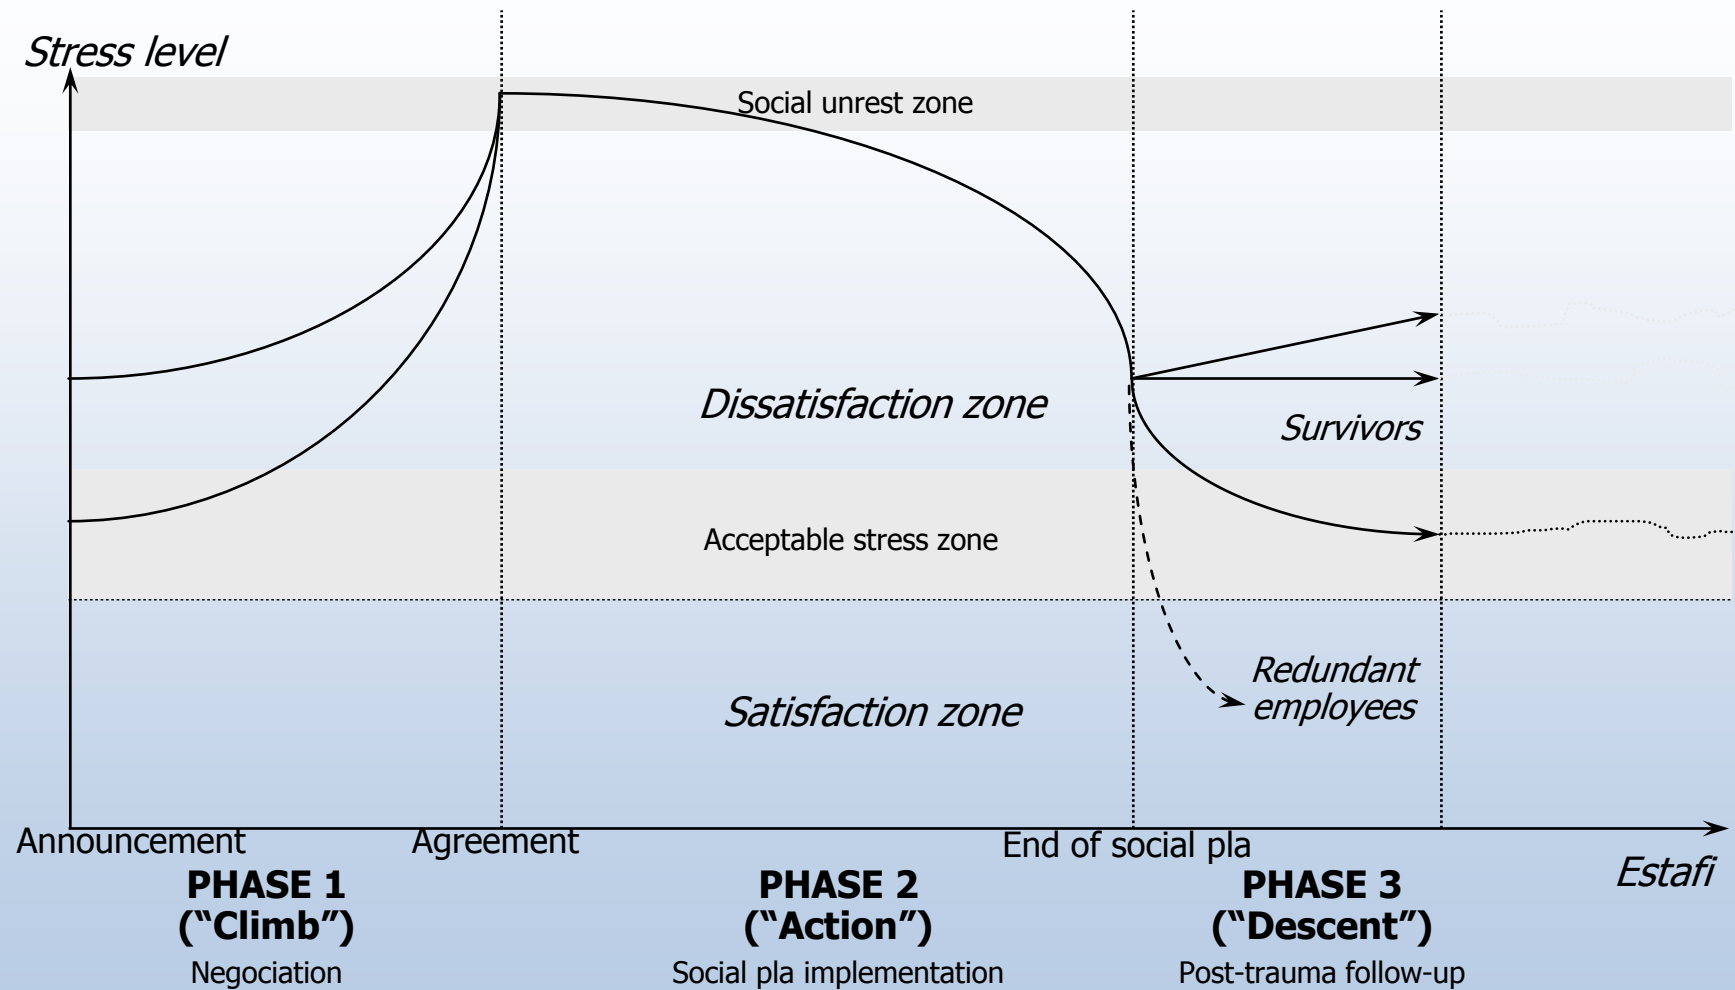 Stress level
Social unrest zone
Dissatisfaction zone
Survivors
Acceptable stress zone
Redundant
employees
Satisfaction zone
Announcement
Agreement
End of social pla
Estafi
PHASE 1
(“Climb”)
Negociation
PHASE 2
(“Action”)
Social pla implementation
PHASE 3
(“Descent”)
Post-trauma follow-up